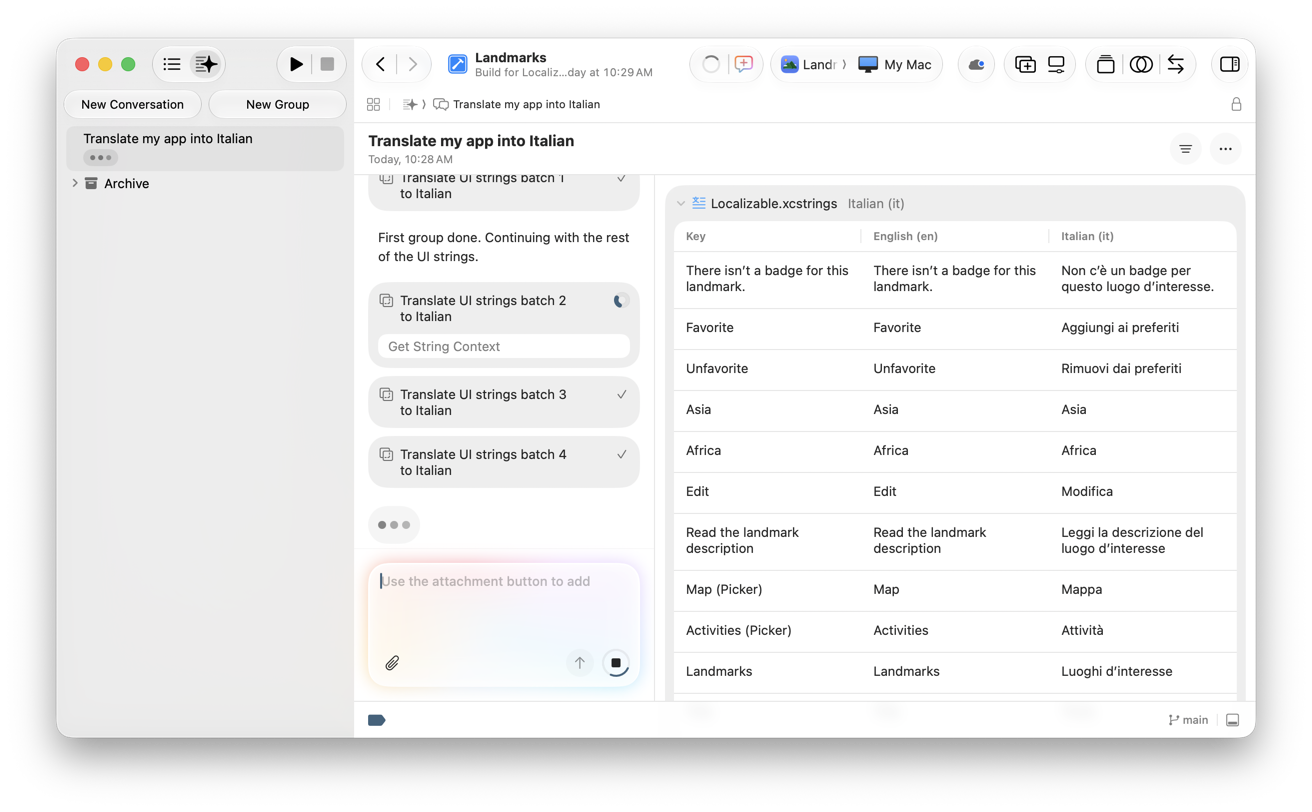 Landmarks
Build for Localiz...day at 10:29 AM
Landr
My Mac
New Conversation
New Group
Translate my app into Italian
Translate my app into Italian
Archive
Translate my app into Italian
Today, 10:28 AM
Translate UI strings batch 1
to Italian
First group done. Continuing with the rest
of the UI strings.
Translate UI strings batch 2
to Italian
Get String Context
Translate UI strings batch 3
to Italian
Translate UI strings batch 4
to Italian
Use the attachment button to add
Localizable.xcstrings Italian (it)
Key English (en) Italian (it)
There isn’t a badge for this There isn’t a badge for this Non c’è un badge per
landmark. landmark. questo luogo d’interesse.
Favorite Favorite Aggiungi ai preferiti
Unfavorite Unfavorite Rimuovi dai preferiti
Asia Asia Asia
Africa Africa Africa
Edit Edit Modifica
Read the landmark Read the landmark Leggi la descrizione del
description description luogo d’interesse
Map (Picker) Map Mappa
Activities (Picker) Activities Attività
Landmarks Landmarks Luoghi d’interesse
main